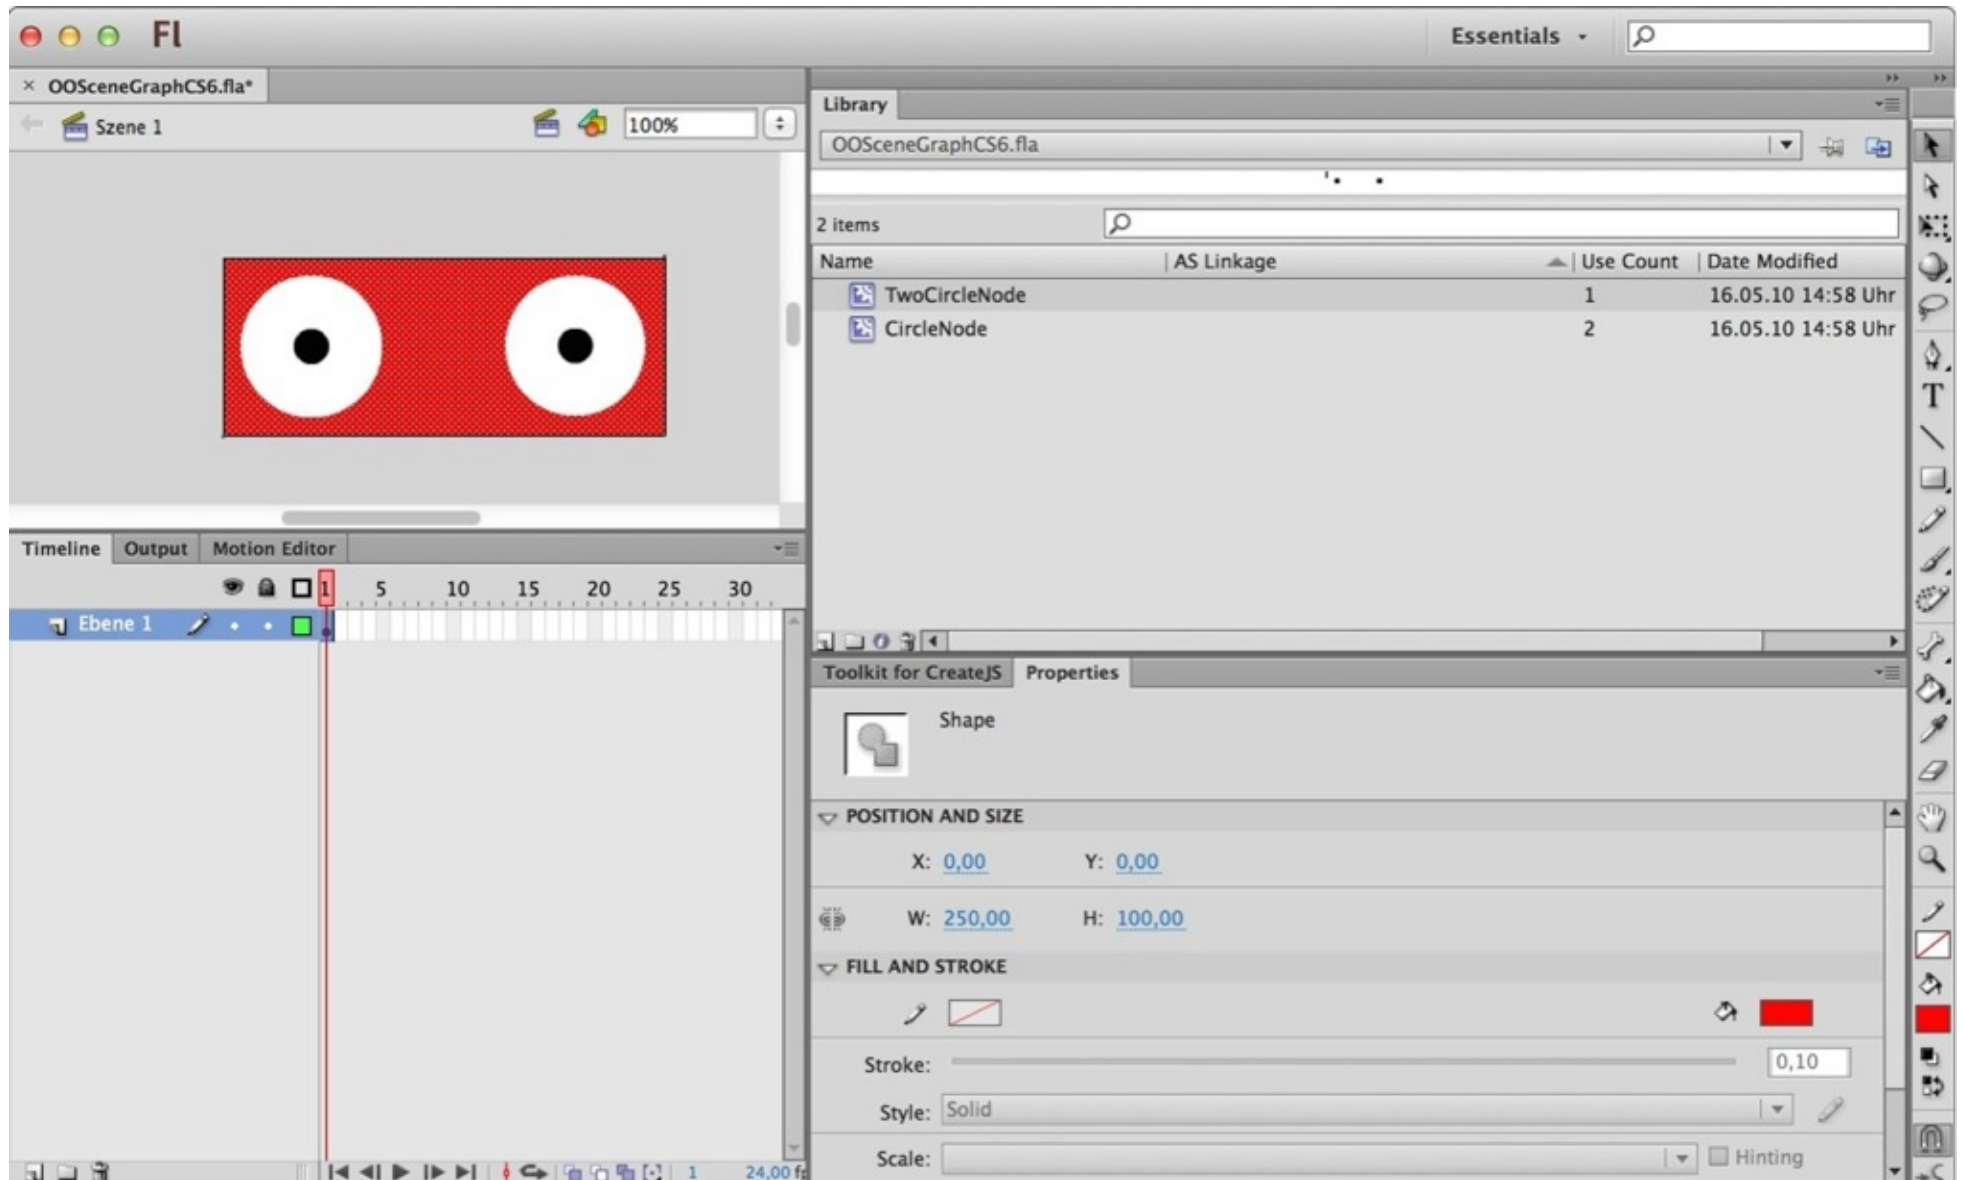 Fl
Essentials
× OOSceneGraphCS6.fla*
Szene 1
100%
Library
OOSceneGraphCS6.fla
2 items
Name AS Linkage Use Count Date Modified
TwoCircleNode 1 16.05.10 14:58 Uhr
CircleNode 2 16.05.10 14:58 Uhr
Timeline Output Motion Editor
1 5 10 15 20 25 30
Ebene 1
1 24,00
Toolkit for CreateJS Properties
Shape
POSITION AND SIZE
X: 0,00 Y: 0,00
W: 250,00 H: 100,00
FILL AND STROKE
Stroke: 0,10
Style: Solid
Scale: Hinting
T